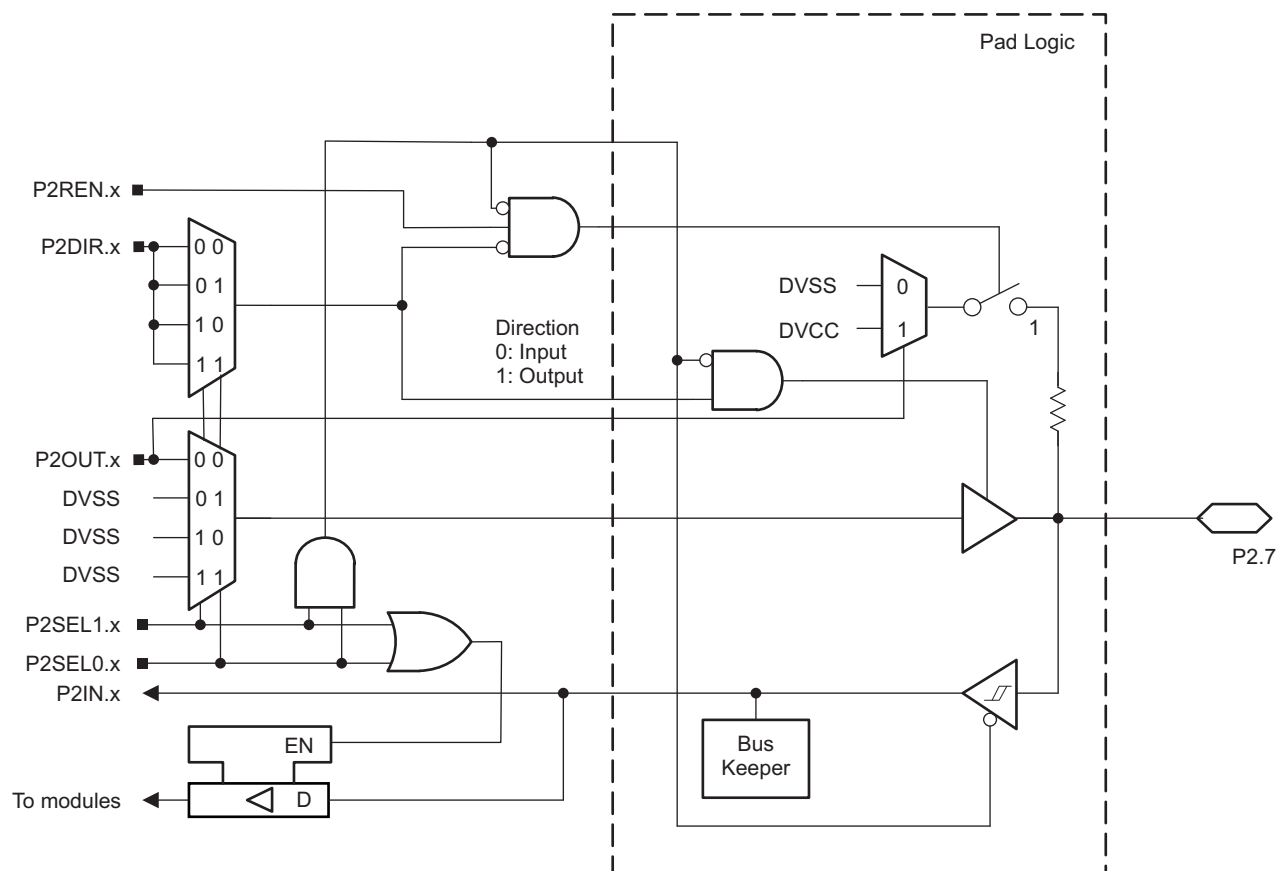 Pad Logic
P2REN.x
P2DIR.x
0 0
0 1
1 0
1 1
DVSS
0
DVCC
1
1
Direction
0: Input
1: Output
P2OUT.x
0 0
DVSS
0 1
DVSS
1 0
DVSS
1 1
P2.7
P2SEL1.x
P2SEL0.x
P2IN.x
Bus
Keeper
EN
To modules
D